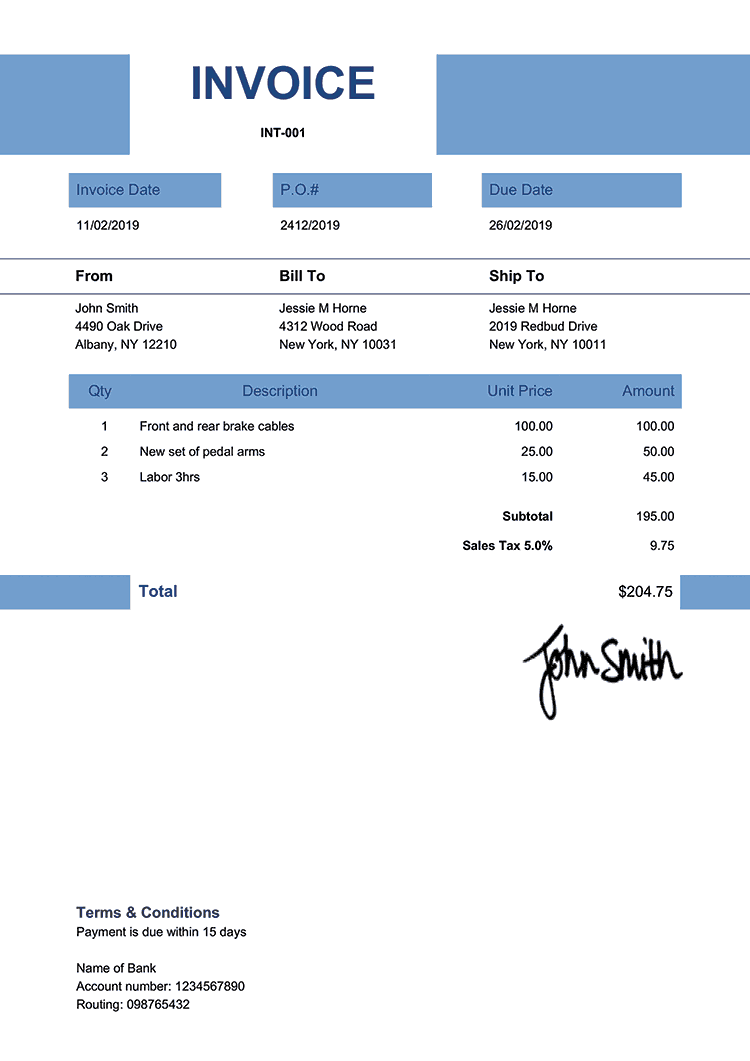 INVOICE
INT-001
Invoice Date P.O.# Due Date
11/02/2019 2412/2019 26/02/2019
From Bill To Ship To
John Smith Jessie M Horne Jessie M Horne
4490 Oak Drive 4312 Wood Road 2019 Redbud Drive
Albany, NY 12210 New York, NY 10031 New York, NY 10011
Qty Description Unit Price Amount
1 Front and rear brake cables 100.00 100.00
2 New set of pedal arms 25.00 50.00
3 Labor 3hrs 15.00 45.00
Subtotal 195.00
Sales Tax 5.0% 9.75
Total $204.75
John Smith
Terms & Conditions
Payment is due within 15 days
Name of Bank
Account number: 1234567890
Routing: 098765432